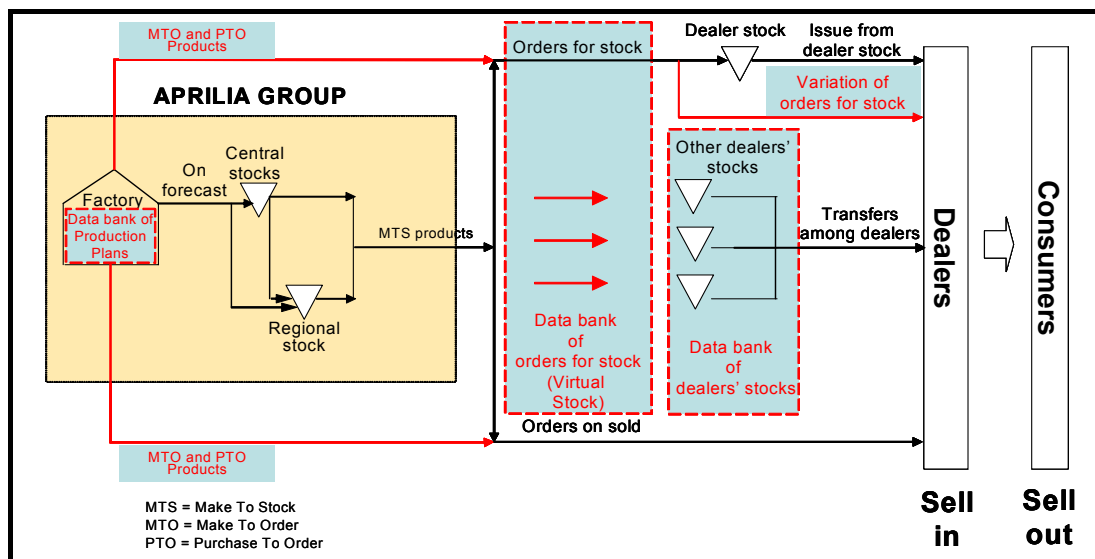 MTO and PTO
Products
APRILIA GROUP
Central
stocks
On
forecast
Factory
Data bank of
Production
Plans
Regional
stock
MTS products
MTO and PTO
Products
Orders for stock
Data bank
of
orders for stock
(Virtual
Stock)
Orders on sold
Dealer stock
Issue from
dealer stock
Variation of
orders for stock
Other dealers'
stocks
Transfers
among dealers
Data bank
of
dealers' stocks
Dealers
Consumers
Sell
in
Sell
out
MTS = Make To Stock
MTO = Make To Order
PTO = Purchase To Order